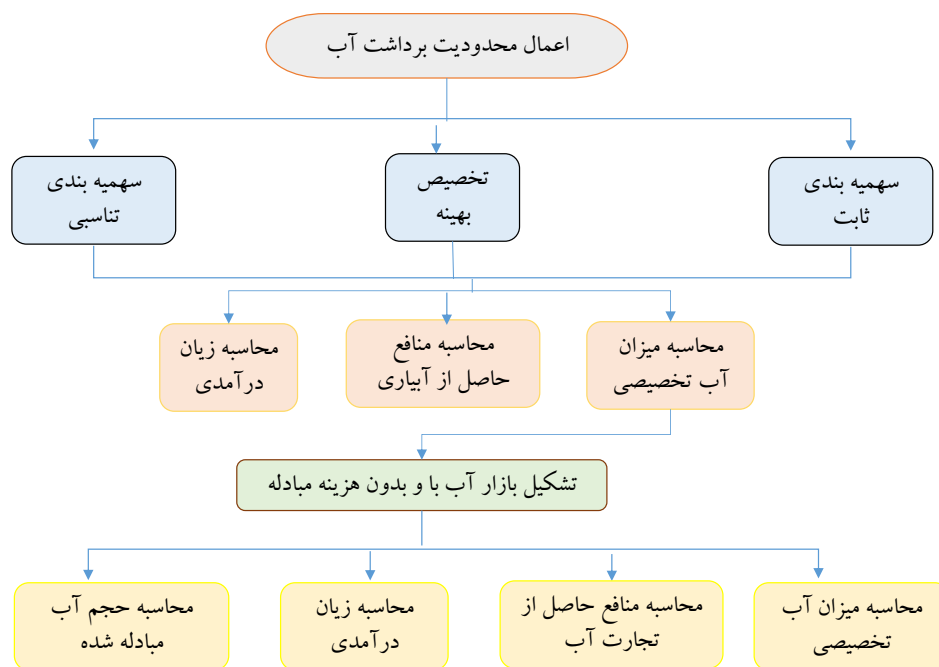 اعمال محدودیت برداشت آب
سهمیه بندی
ثابت
تخصیص
بهینه
سهمیه بندی
تناسبی
محاسبه میزان
آب تخصیصی
محاسبه منافع
حاصل از آبیاری
محاسبه زیان
درآمدی
تشکیل بازار آب با و بدون هزینه مبادله
محاسبه میزان آب
تخصیصی
محاسبه منافع حاصل از
تجارت آب
محاسبه زیان
درآمدی
محاسبه حجم آب
مبادله شده